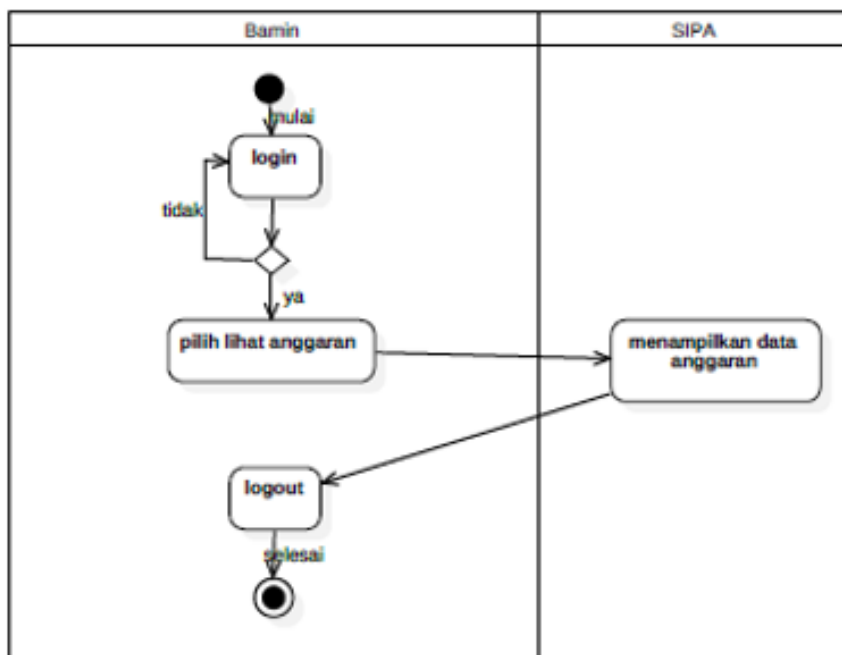 Bamin
SIPA
mulai
login
tidak
ya
pilih lihat anggaran
menampilkan data
anggaran
logout
selesai